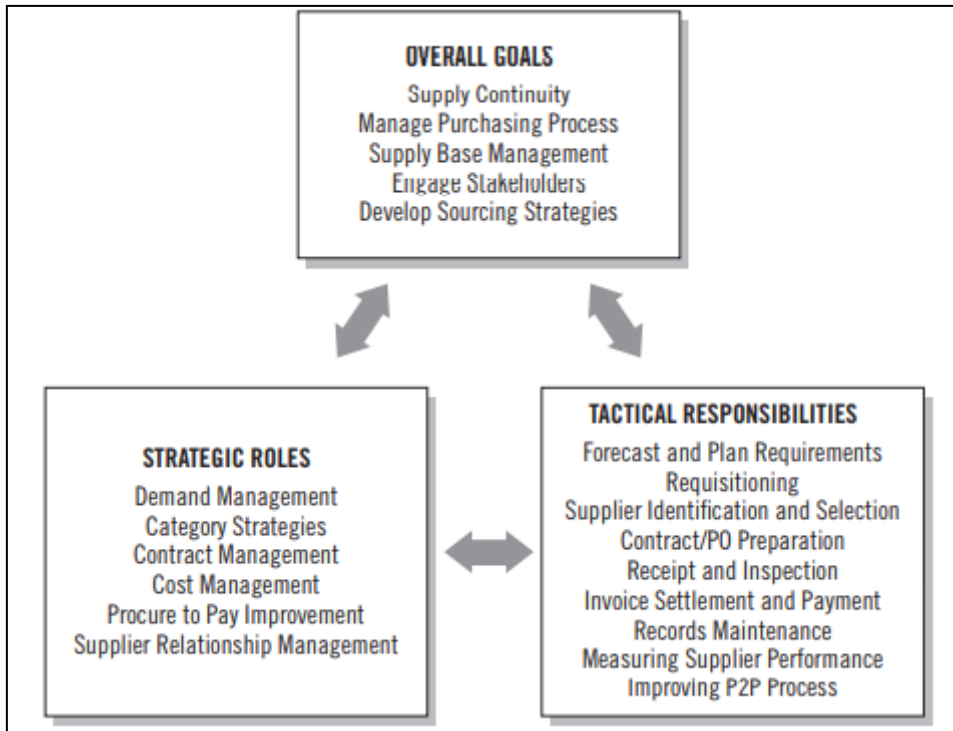 OVERALL GOALS
Supply Continuity
Manage Purchasing Process
Supply Base Management
Engage Stakeholders
Develop Sourcing Strategies
STRATEGIC ROLES
Demand Management
Category Strategies
Contract Management
Cost Management
Procure to Pay Improvement
Supplier Relationship Management
TACTICAL RESPONSIBILITIES
Forecast and Plan Requirements
Requisitioning
Supplier Identification and Selection
Contract/PO Preparation
Receipt and Inspection
Invoice Settlement and Payment
Records Maintenance
Measuring Supplier Performance
Improving P2P Process